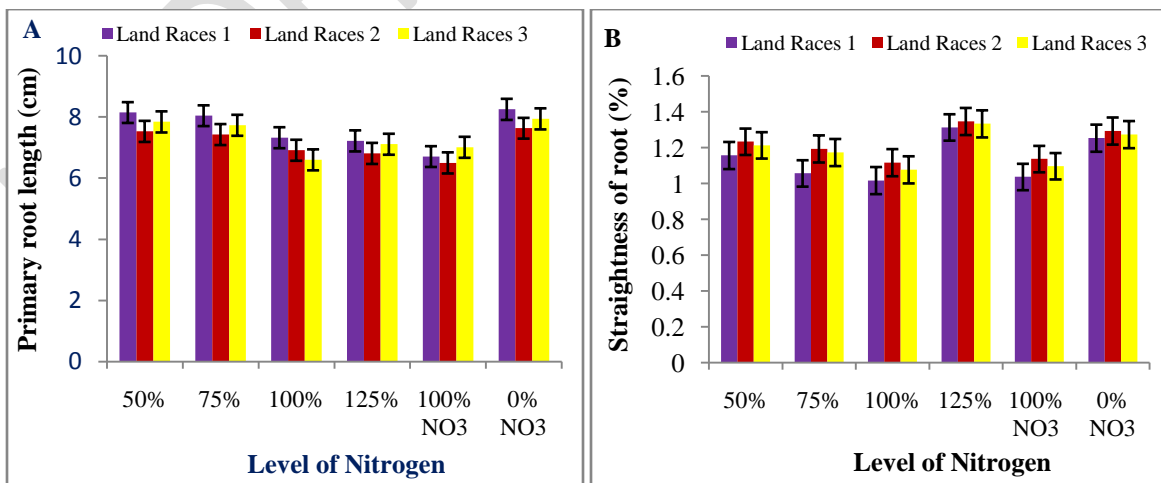 A
Land Races 1 Land Races 2 Land Races 3
Primary root length (cm)
10
8
6
4
2
0
50% 75% 100% 125% 100% NO3 0% NO3
Level of Nitrogen
B
Land Races 1 Land Races 2 Land Races 3
Straightness of root (%)
1.6
1.4
1.2
1
0.8
0.6
0.4
0.2
0
50% 75% 100% 125% 100% NO3 0% NO3
Level of Nitrogen